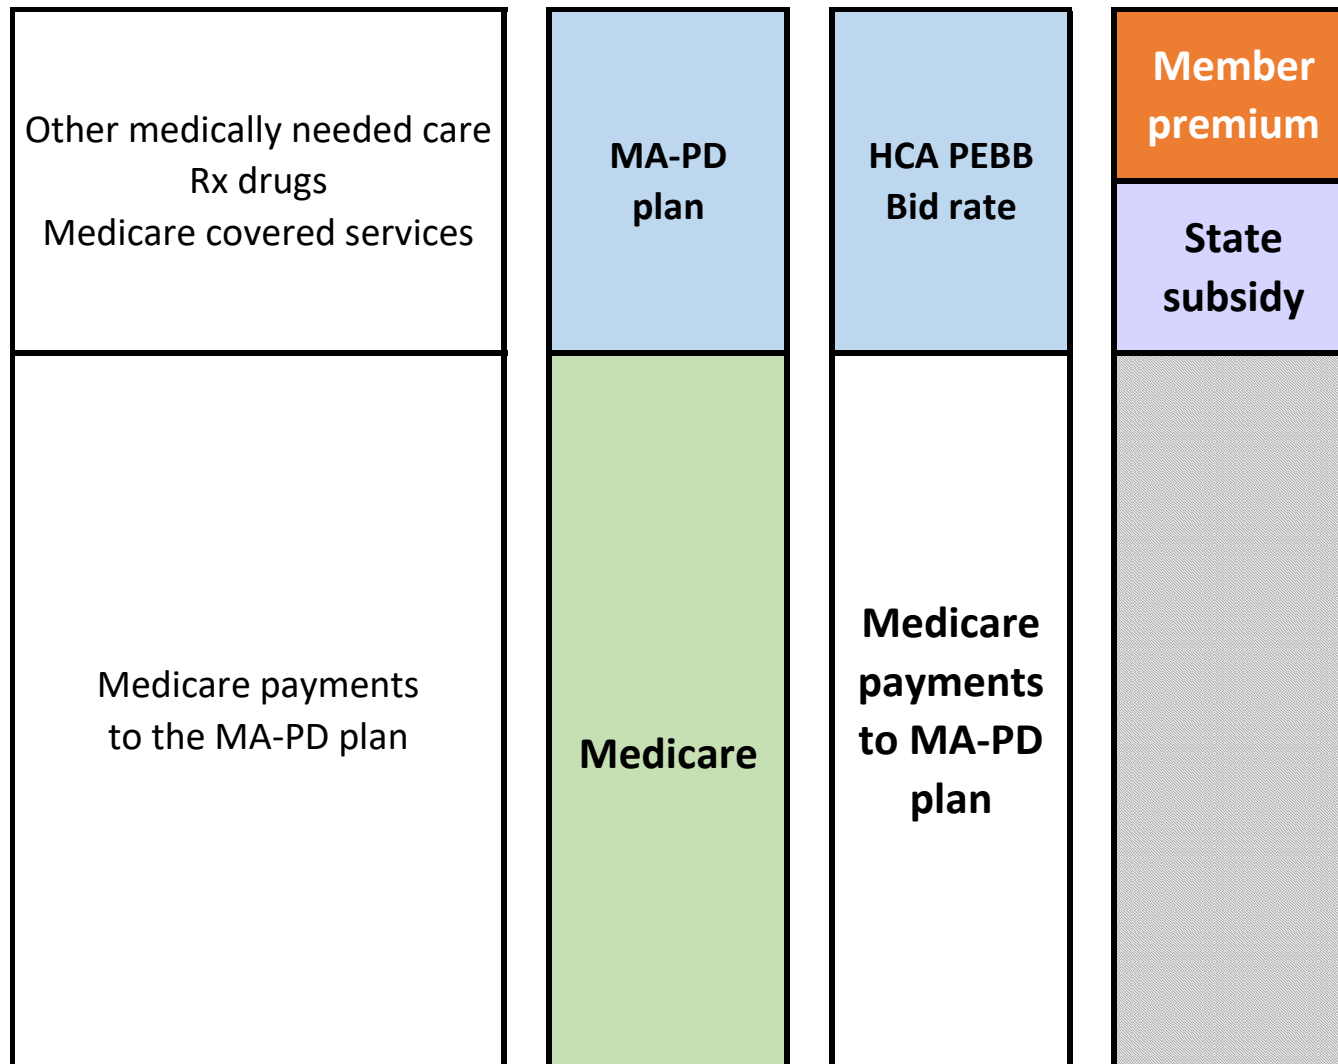 Other medically needed care
Rx drugs
Medicare covered services
MA-PD
plan
HCA PEBB
Bid rate
Member
premium
State
subsidy
Medicare payments
to the MA-PD plan
Medicare
Medicare
payments
to MA-PD
plan